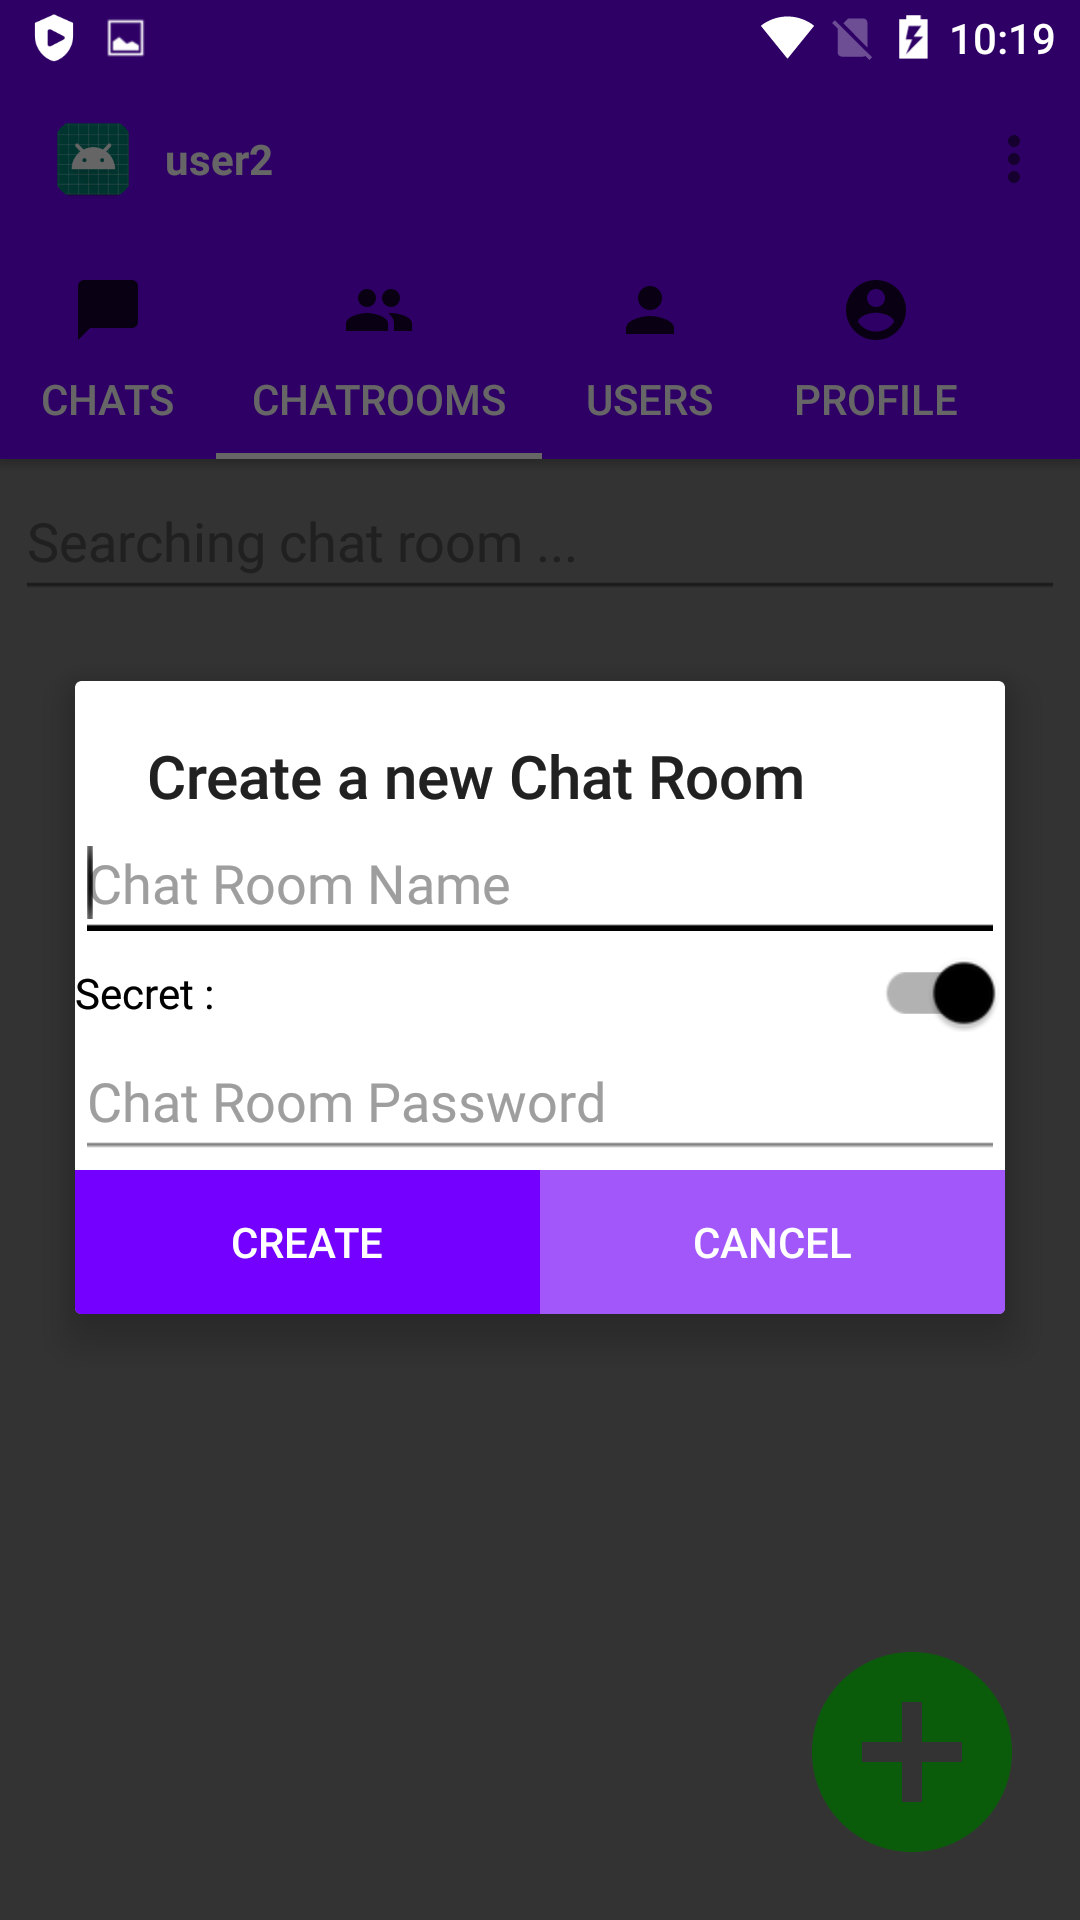 10:19
user2
CHATS CHATROOMS USERS PROFILE
Searching chat room ...
Create a new Chat Room
Chat Room Name
Secret :
Chat Room Password
CREATE CANCEL